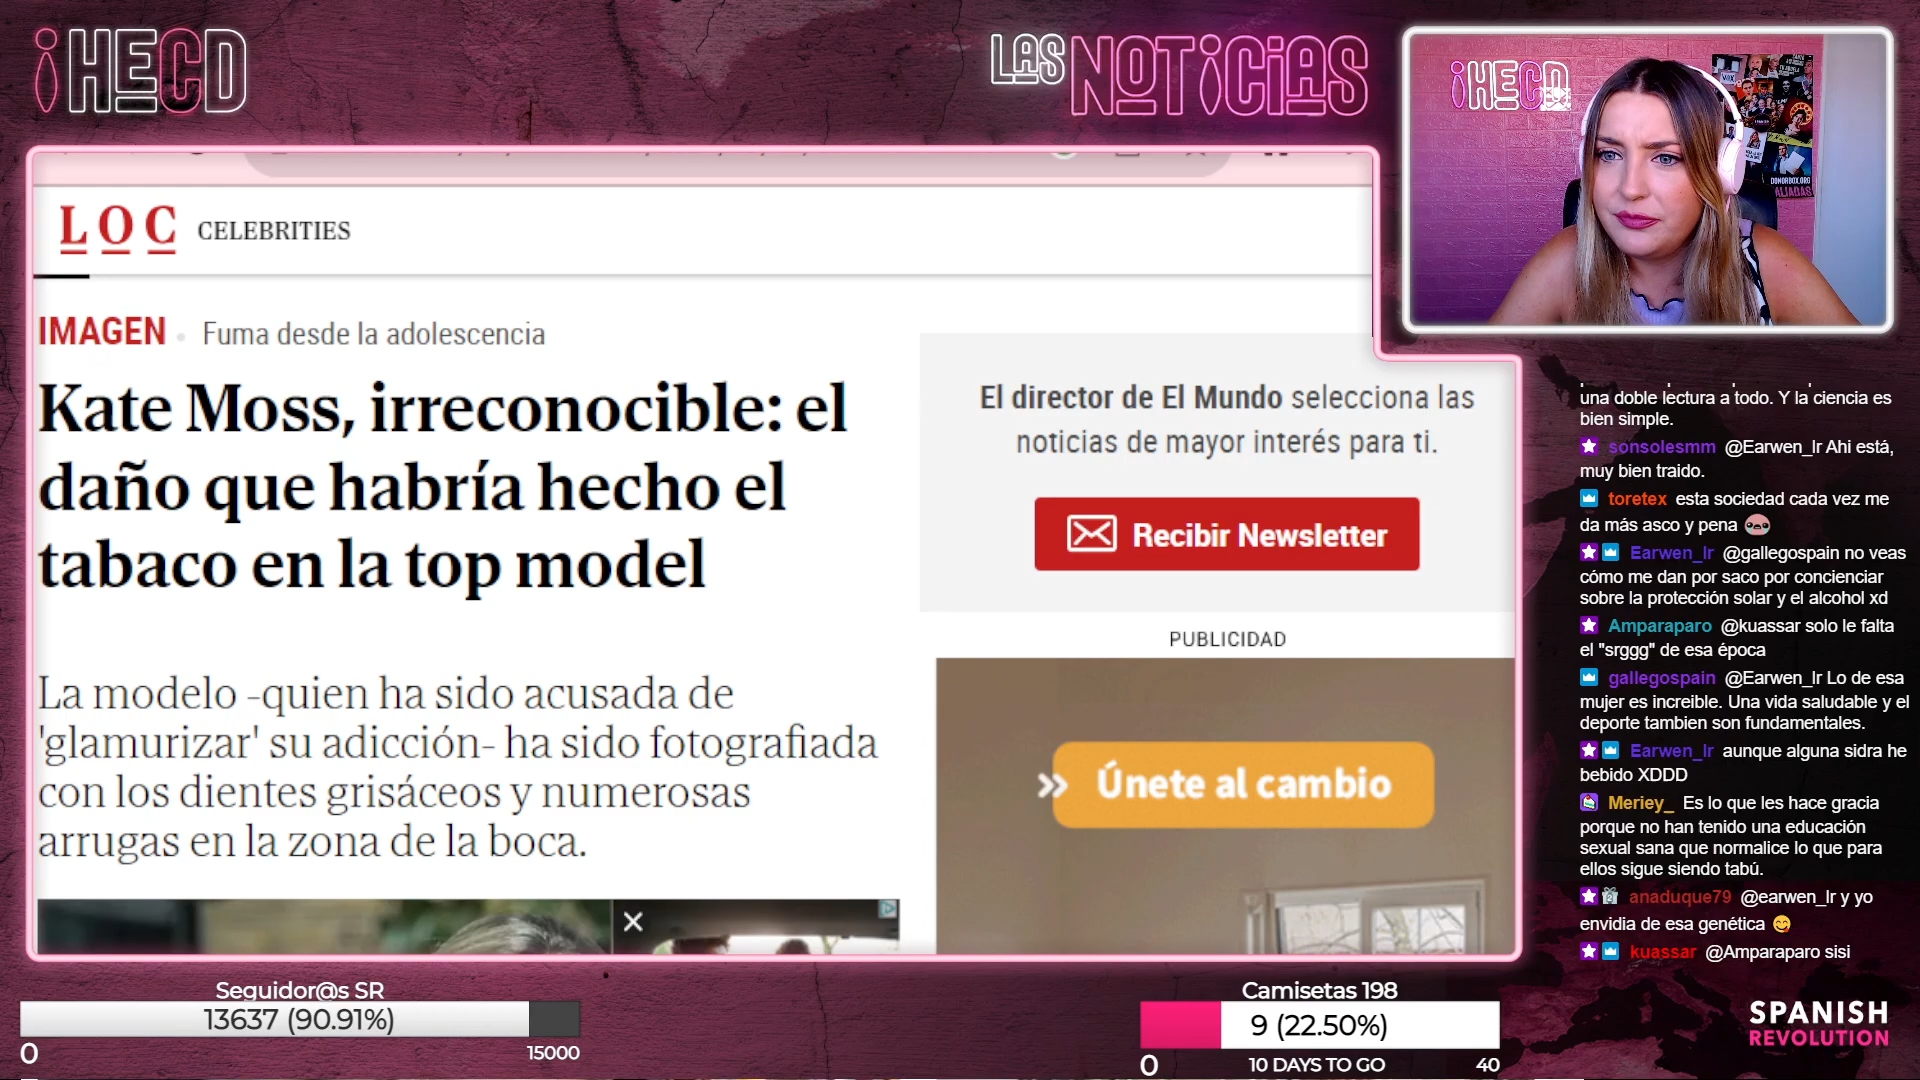 ¡HECD
LAS NOTICIAS
¡HECD
LOC CELEBRITIES
IMAGEN • Fuma desde la adolescencia
Kate Moss, irreconocible: el
daño que habría hecho el
tabaco en la top model
La modelo -quien ha sido acusada de
'glamurizar' su adicción- ha sido fotografiada
con los dientes grisáceos y numerosas
arrugas en la zona de la boca.
El director de El Mundo selecciona las
noticias de mayor interés para ti.
Recibir Newsletter
PUBLICIDAD
» Únete al cambio
DONORBOX.ORG
ALIADAS
una doble lectura a todo. Y la ciencia es
bien simple.
sonsolesmm @Earwen_lr Ahi está,
muy bien traido.
toretex esta sociedad cada vez me
da más asco y pena
Earwen_lr @gallegospain no veas
cómo me dan por saco por concienciar
sobre la protección solar y el alcohol xd
Amparaparo @kuassar solo le falta
el "srggg" de esa época
gallegospain @Earwen_lr Lo de esa
mujer es increible. Una vida saludable y el
deporte tambien son fundamentales.
Earwen_lr aunque alguna sidra he
bebido XDDD
Meriey_ Es lo que les hace gracia
porque no han tenido una educación
sexual sana que normalice lo que para
ellos sigue siendo tabú.
anaduque79 @earwen_lr y yo
envidia de esa genética
kuassar @Amparaparo sisi
Seguidor@s SR
13637 (90.91%)
0 15000
Camisetas 198
9 (22.50%)
0 10 DAYS TO GO 40
SPANISH
REVOLUTION